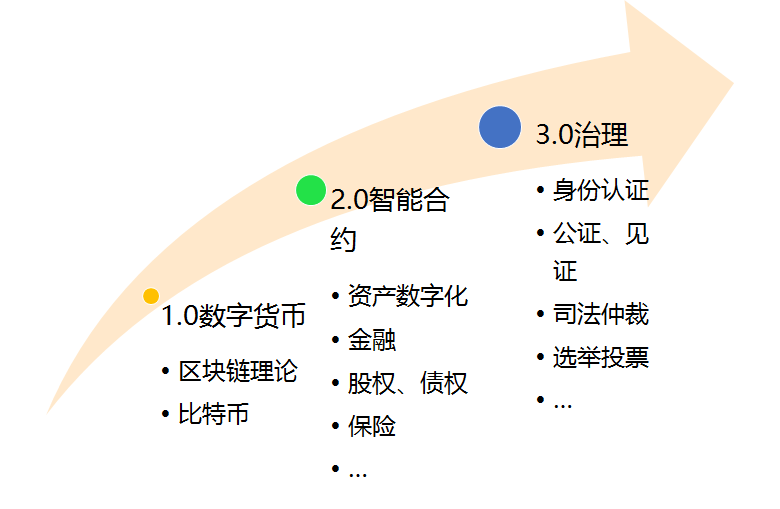 1.0数字货币
• 区块链理论
• 比特币
2.0智能合
约
• 资产数字化
• 金融
• 股权、债权
• 保险
• ...
3.0治理
• 身份认证
• 公证、见
证
• 司法仲裁
• 选举投票
• ...